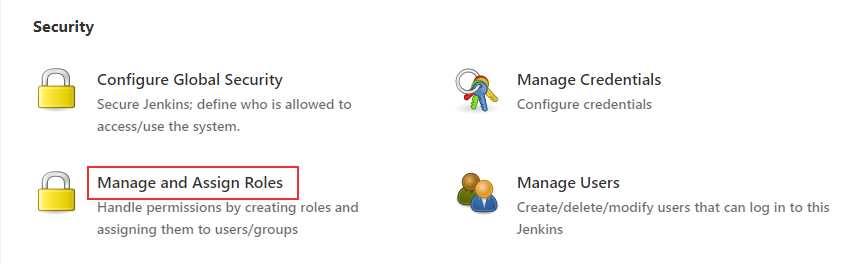 Security
Configure Global Security
Secure Jenkins; define who is allowed to
access/use the system.
Manage Credentials
Configure credentials
Manage and Assign Roles
Handle permissions by creating roles and
assigning them to users/groups
Manage Users
Create/delete/modify users that can log in to this
Jenkins